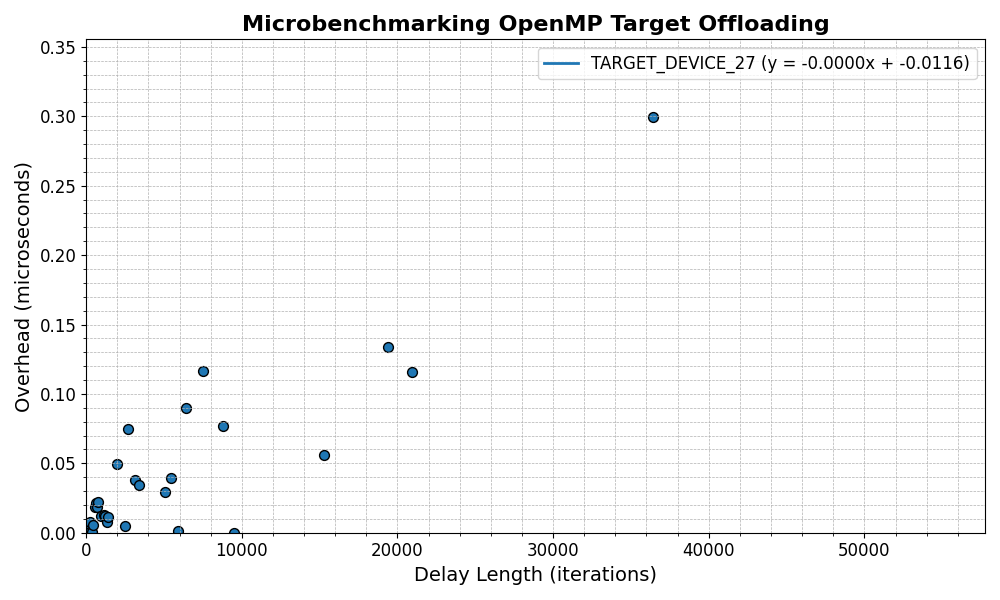 Microbenchmarking OpenMP Target Offloading
TARGET_DEVICE_27 (y = -0.0000x + -0.0116)
Overhead (microseconds)
0.35
0.30
0.25
0.20
0.15
0.10
0.05
0.00
0 10000 20000 30000 40000 50000
Delay Length (iterations)